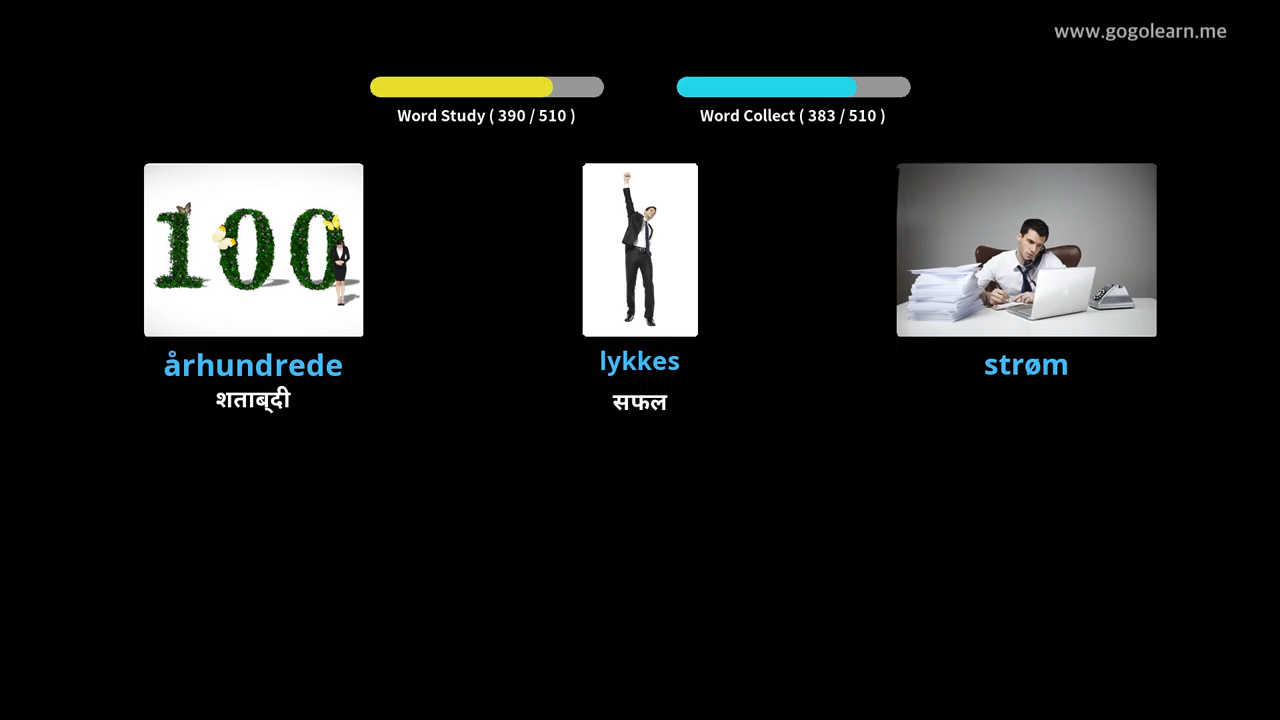 www.gogolearn.me
Word Study ( 390 / 510 )
Word Collect ( 383 / 510 )
100
århundrede
शताब्दी
lykkes
सफल
strøm